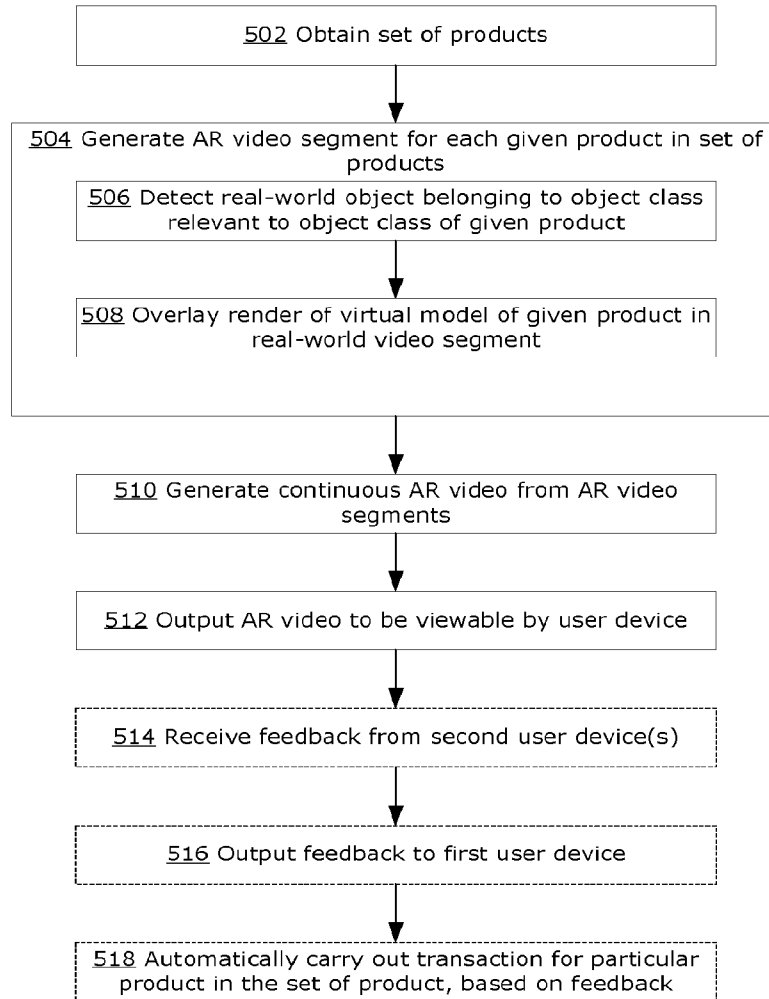 502 Obtain set of products
504 Generate AR video segment for each given product in set of
products
506 Detect real-world object belonging to object class
relevant to object class of given product
508 Overlay render of virtual model of given product in
real-world video segment
510 Generate continuous AR video from AR video
segments
512 Output AR video to be viewable by user device
514 Receive feedback from second user device(s)
516 Output feedback to first user device
518 Automatically carry out transaction for particular
product in the set of product, based on feedback